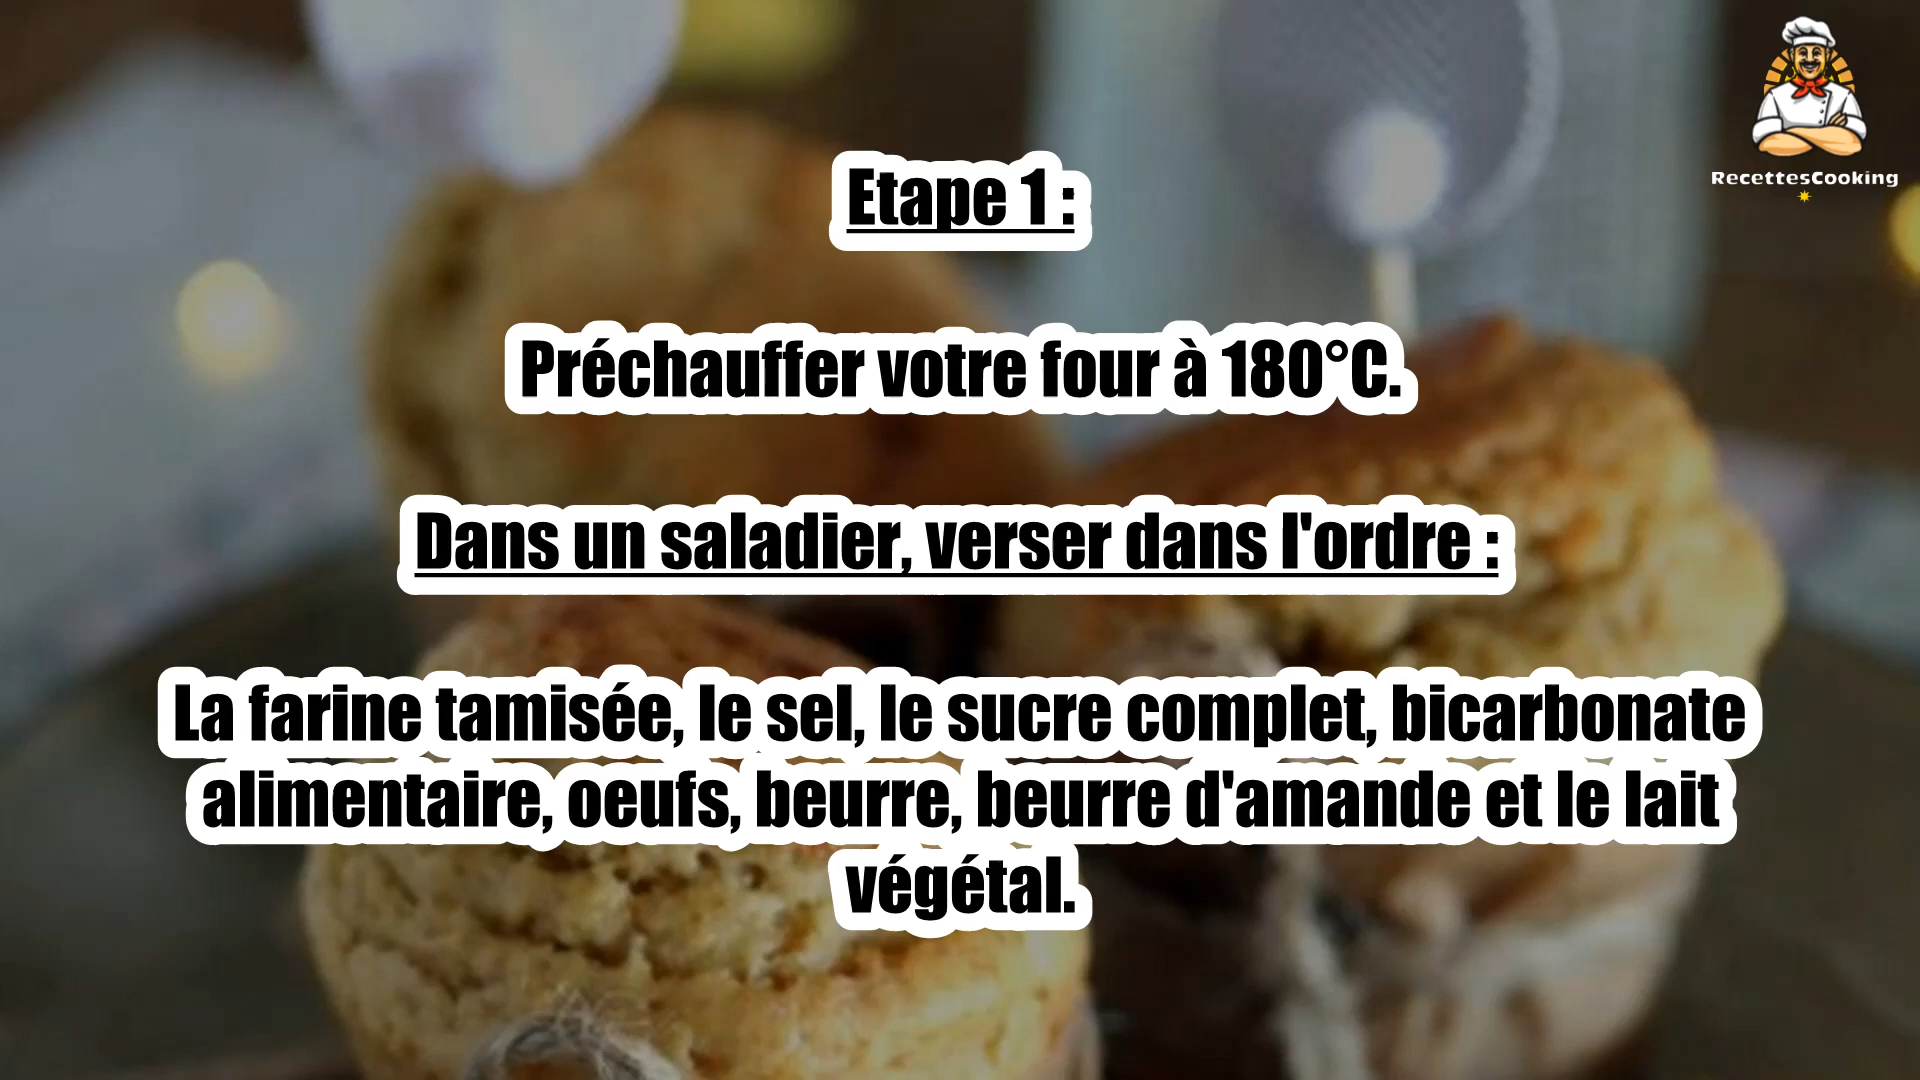 RecettesCooking
Etape 1 :
Préchauffer votre four à 180°C.
Dans un saladier, verser dans l'ordre :
La farine tamisée, le sel, le sucre complet, bicarbonate
alimentaire, oeufs, beurre, beurre d'amande et le lait
végétal.